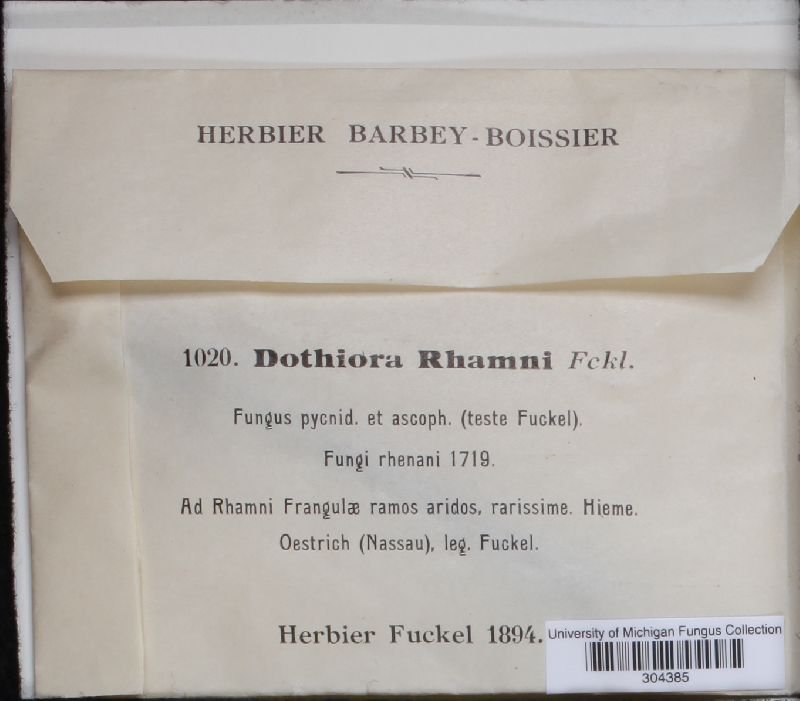 HERBIER BARBEY-BOISSIER
1020. Dothiora Rhamni Fckl.
Fungus pycnid. et ascoph. (teste Fuckel).
Fungi rhenani 1719.
Ad Rhamni Frangulæ ramos aridos, rarissime. Hieme.
Oestrich (Nassau), leg. Fuckel.
Herbier Fuckel 1894.
University of Michigan Fungus Collection
304385